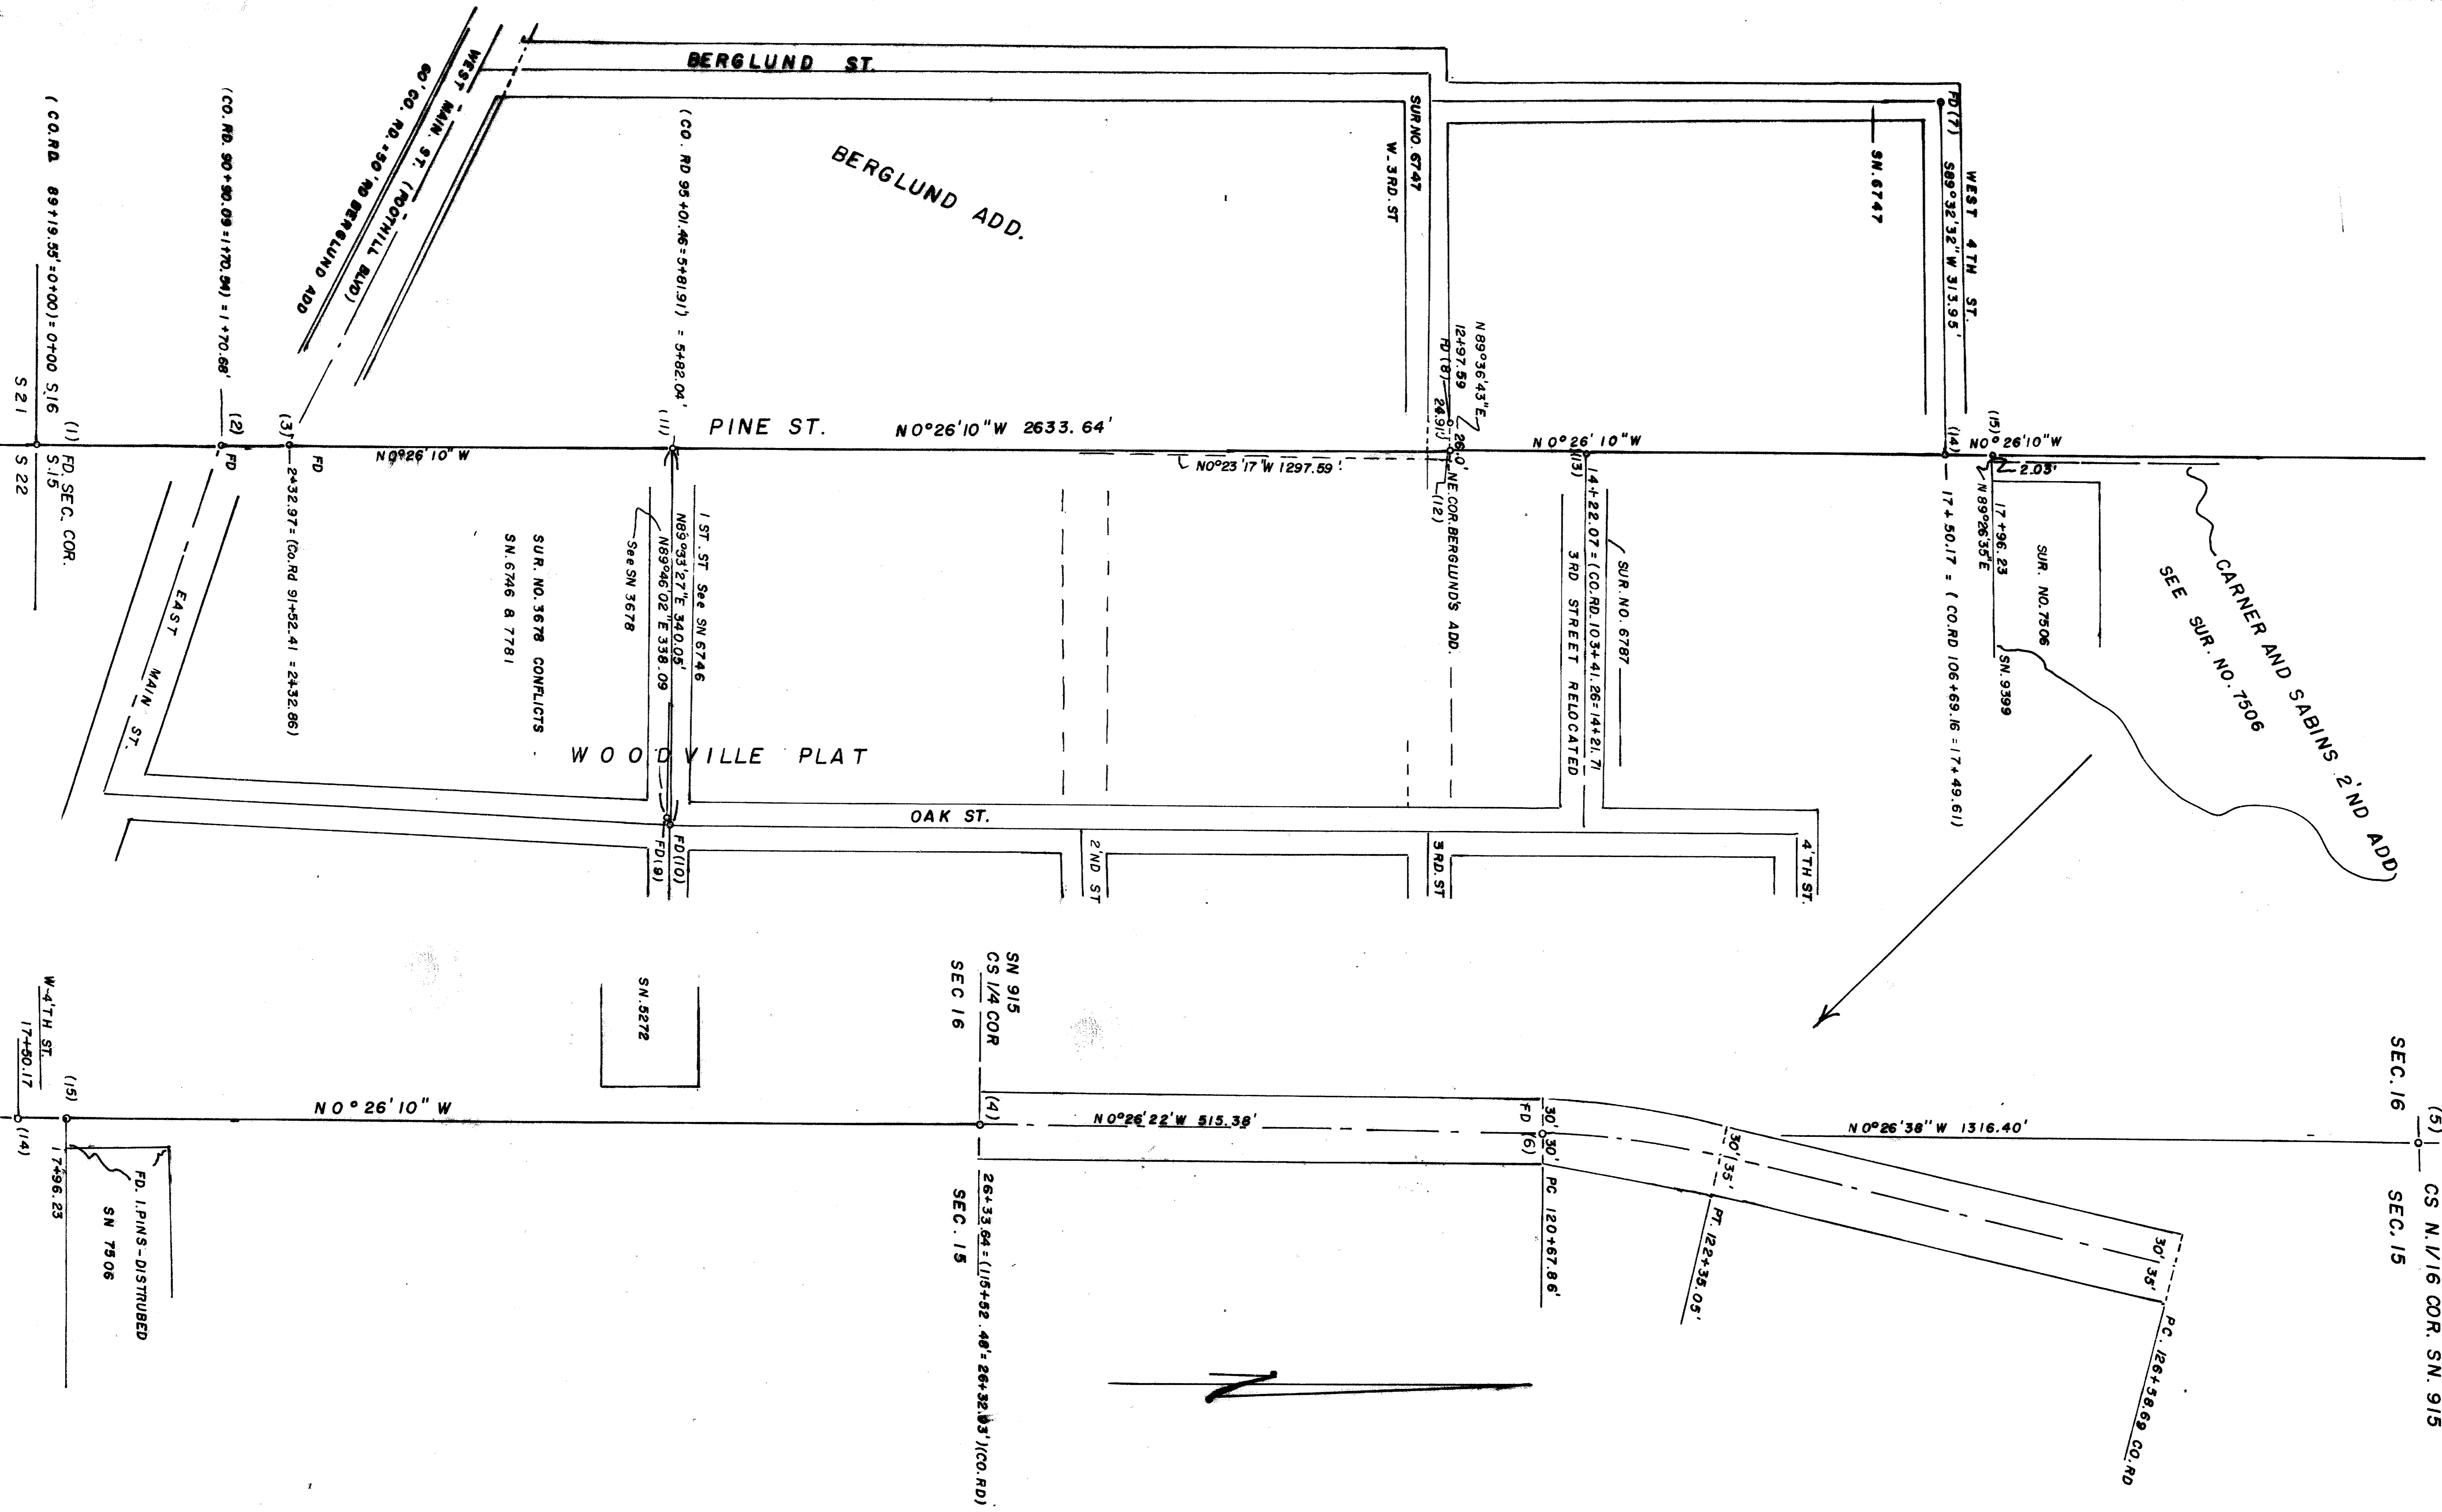 BERGLUND ST.
WEST MAIN. ST. (FOOTHILL BLVD)
60' CO. RD.=50' RD BERGLUND ADD
(CO.RD. 89+19.55'=0+00)=0+00 S.16
S 21
(1) FD SEC. COR.
S.15
S 22
(CO. RD. 90+90.09=1+70.54)=1+70.68'
(2)
FD
(3)
FD
2+32.97=(Co.Rd 91+52.41 =2+32.86)
N0°26'10"W
(CO. RD 95+01.46=5+81.91') = 5+82.04'
(11)
BERGLUND ADD.
PINE ST.
N0°26'10"W 2633.64'
N0°23'17"W 1297.59'
SUR NO. 6747
W. 3RD. ST
N89°36'43"E
12+97.59
FD (8)
24.91'
26.0'
NE.COR.BERGLUND'S ADD.
(12)
N0°26'10"W
(13)
14+22.07=(CO.RD.103+41.26=14+21.71
3RD STREET RELOCATED
SUR. NO. 6787
SN. 6747
FD(7)
S89°32'32"W 313.95'
WEST 4TH ST.
(14)
17+50.17 = (CO.RD 106+69.16=17+49.61)
(15)
N0°26'10"W
2.03'
N89°26'35"E
17+96.23
SUR. NO. 7506
SN. 9399
CARNER AND SABINS 2'ND ADD
SEE SUR. NO. 7506
EAST MAIN ST.
SUR. NO. 3678 CONFLICTS
SN. 6746 & 7781
See SN 3678
N89°46'02"E 338.09
N89°33'27"E 340.05'
1 ST. ST See SN 6746
WOODVILLE PLAT
OAK ST.
FD(9)
FD(10)
2'ND ST
3RD. ST
4'TH ST.
W-4'TH ST.
17+50.17
(14)
(15)
17+96.23
FD. I.PINS-DISTRUBED
SN 7506
N0°26'10"W
SN. 5272
SN 915
CS 1/4 COR
SEC 16
(4)
SEC. 15
26+33.64=(115+52.48'=26+32.93')(CO.RD)
N0°26'22"W 515.38'
FD (6)
30'
30'
PC 120+67.86'
30'
35'
PT. 122+35.05'
N0°26'38"W 1316.40'
30'
35'
PC. 126+58.69 CO.RD
SEC. 16
(5)
CS N.1/16 COR. SN. 915
SEC. 15